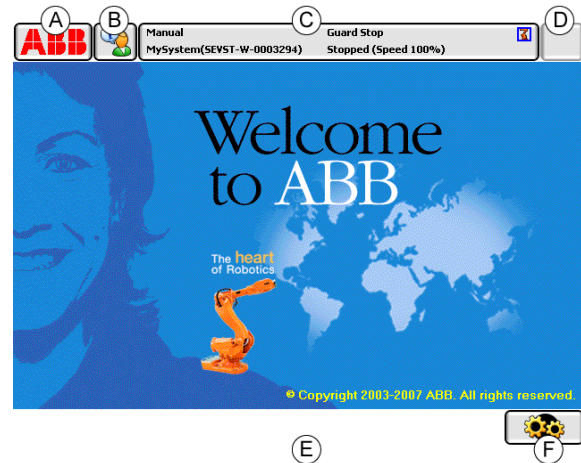 A
B
C
D
ABB
Manual
Guard Stop
MySystem(SEVST-W-0003294)
Stopped (Speed 100%)
Welcome
to ABB
The heart
of Robotics
© Copyright 2003-2007 ABB. All rights reserved.
E
F